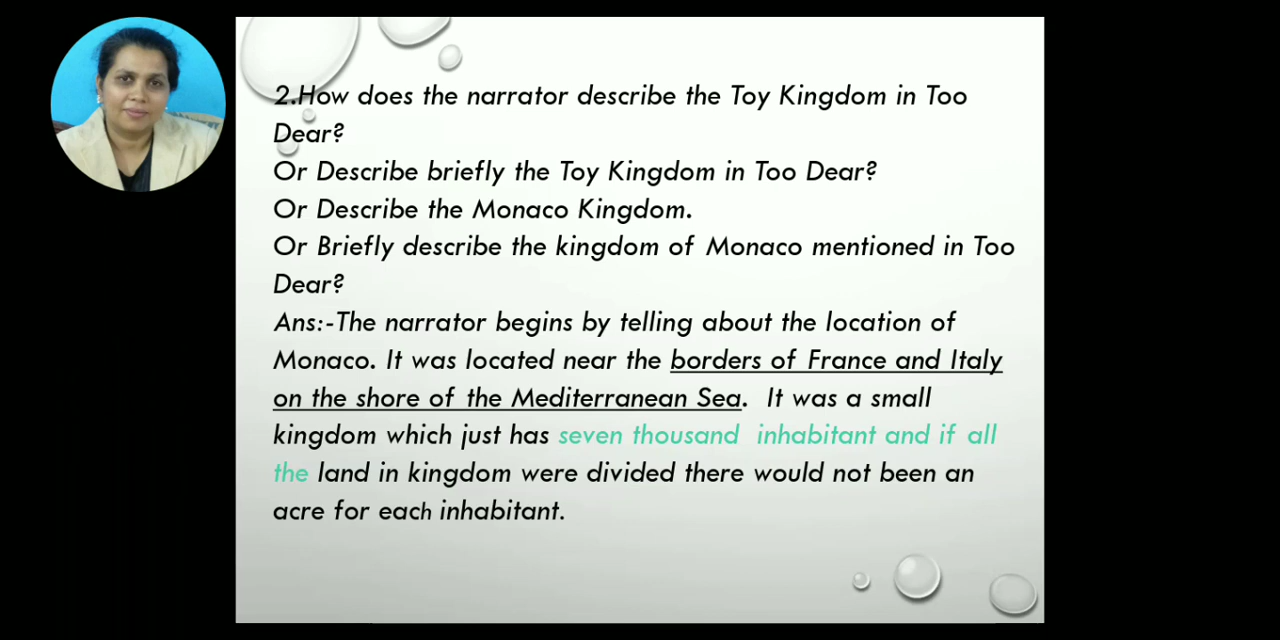 2.How does the narrator describe the Toy Kingdom in Too
Dear?
Or Describe briefly the Toy Kingdom in Too Dear?
Or Describe the Monaco Kingdom.
Or Briefly describe the kingdom of Monaco mentioned in Too
Dear?
Ans:-The narrator begins by telling about the location of
Monaco. It was located near the borders of France and Italy
on the shore of the Mediterranean Sea. It was a small
kingdom which just has seven thousand inhabitant and if all
the land in kingdom were divided there would not been an
acre for each inhabitant.